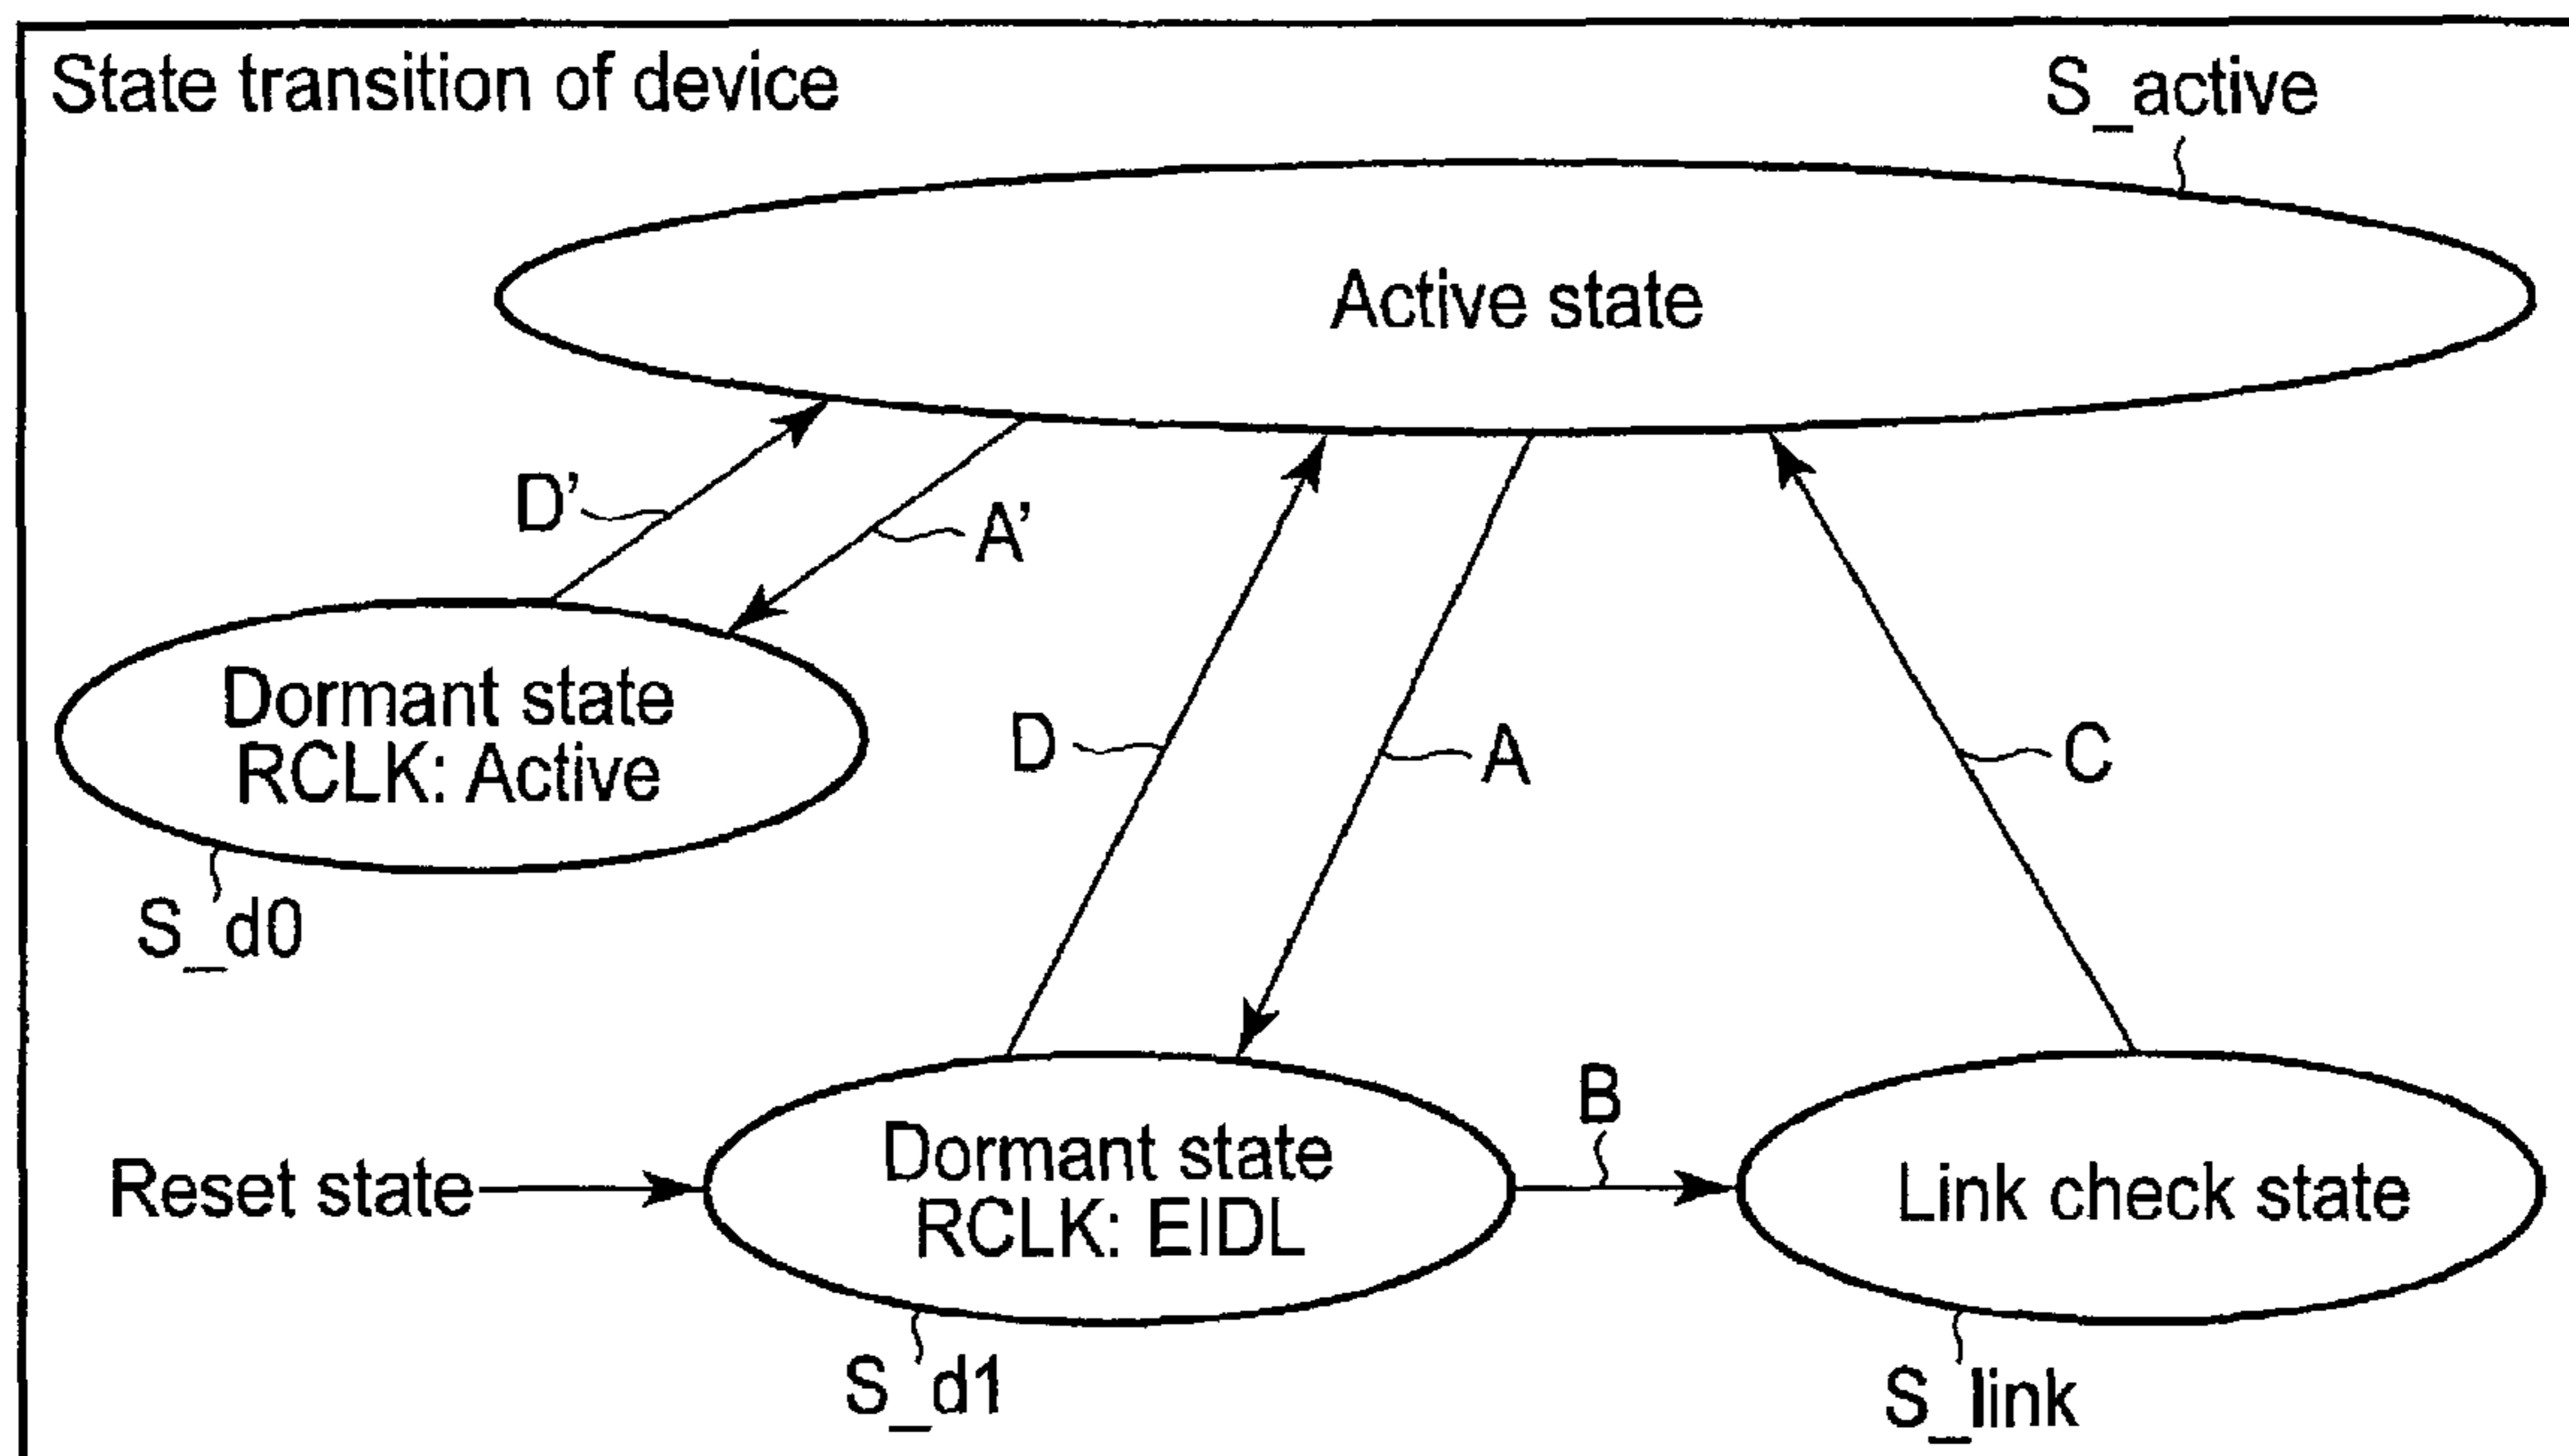 State transition of device
S_active
Active state
D'
A'
Dormant state
RCLK: Active
S_d0
D
A
C
B
Reset state
Dormant state
RCLK: EIDL
S_d1
Link check state
S_link